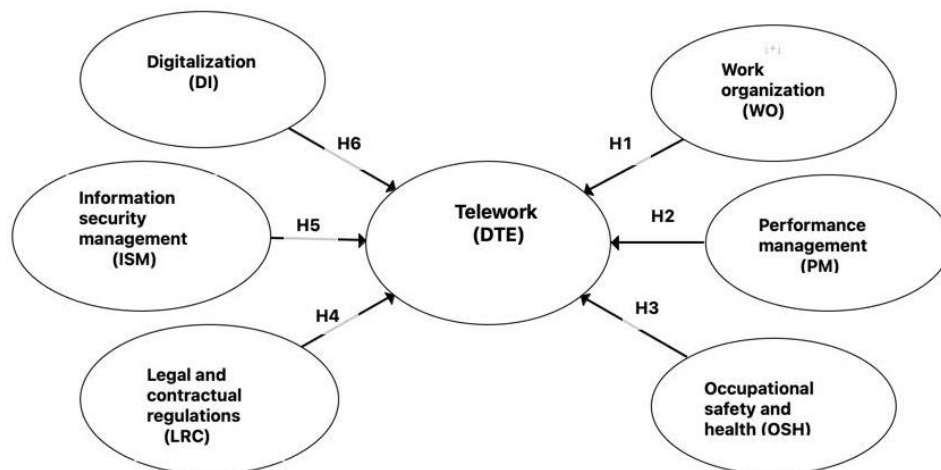 Digitalization
(DI)
Work
organization
(WO)
H6
H1
Information
security
management
(ISM)
H5
Telework
(DTE)
H2
Performance
management
(PM)
H4
H3
Legal and
contractual
regulations
(LRC)
Occupational
safety and
health (OSH)